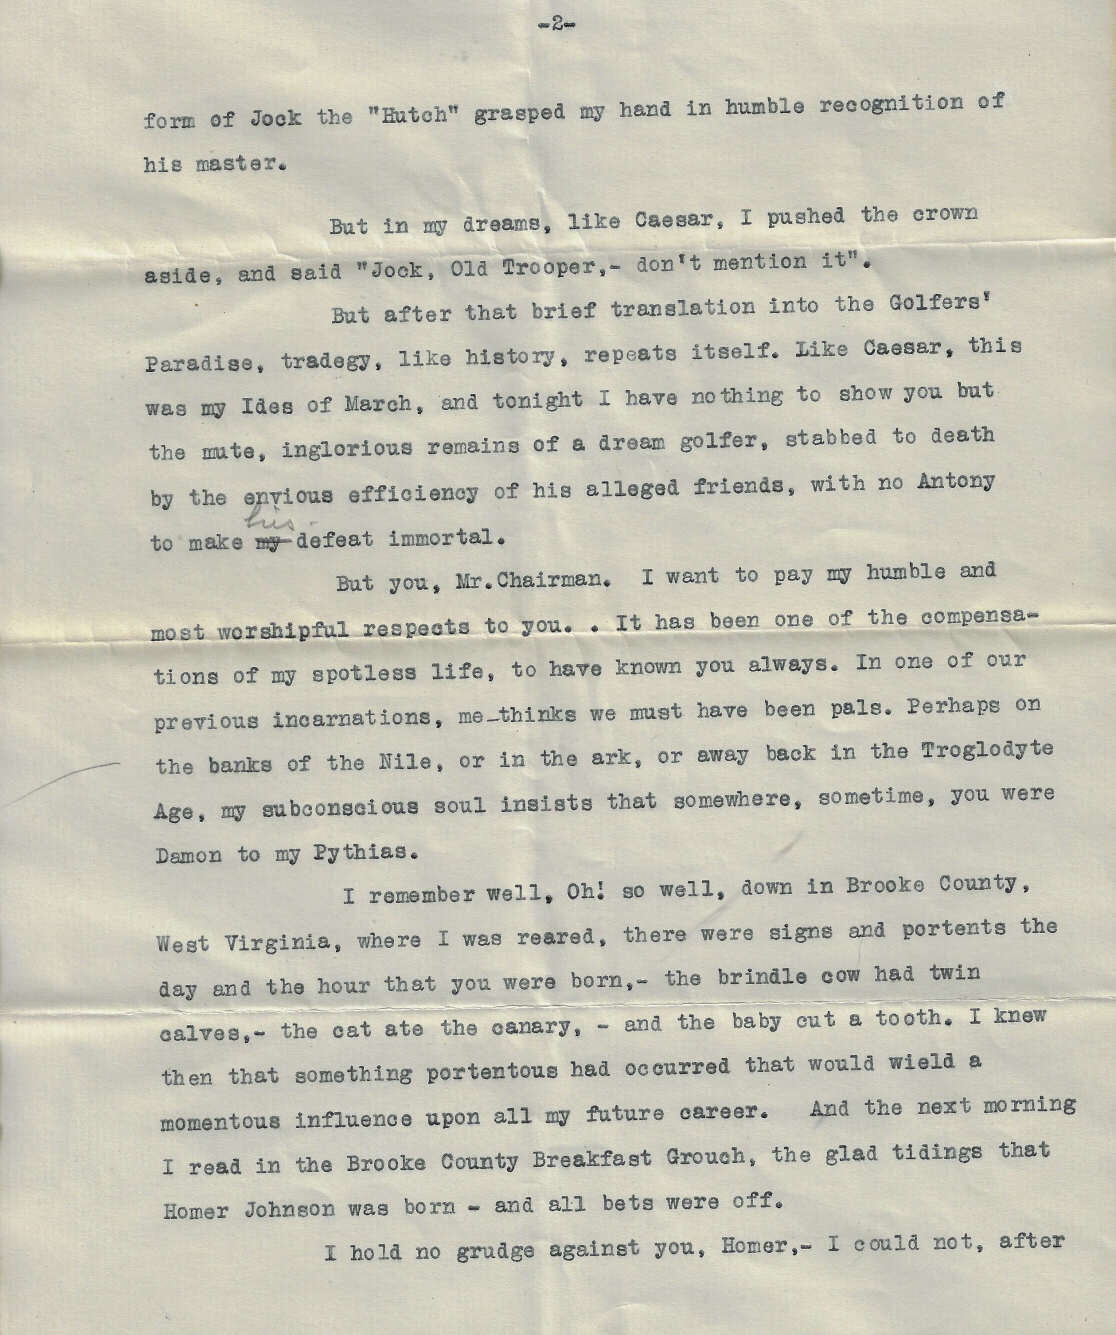 -2-
form of Jock the "Hutch" grasped my hand in humble recognition of
his master.
But in my dreams, like Caesar, I pushed the crown
aside, and said "Jock, Old Trooper,- don't mention it".
But after that brief translation into the Golfers'
Paradise, tradegy, like history, repeats itself. Like Caesar, this
was my Ides of March, and tonight I have nothing to show you but
the mute, inglorious remains of a dream golfer, stabbed to death
by the envious efficiency of his alleged friends, with no Antony
his
to make my defeat immortal.
But you, Mr.Chairman. I want to pay my humble and
most worshipful respects to you. . It has been one of the compensa-
tions of my spotless life, to have known you always. In one of our
previous incarnations, me-thinks we must have been pals. Perhaps on
the banks of the Nile, or in the ark, or away back in the Troglodyte
Age, my subconscious soul insists that somewhere, sometime, you were
Damon to my Pythias.
I remember well, Oh! so well, down in Brooke County,
West Virginia, where I was reared, there were signs and portents the
day and the hour that you were born,- the brindle cow had twin
calves,- the cat ate the canary, - and the baby cut a tooth. I knew
then that something portentous had occurred that would wield a
momentous influence upon all my future career. And the next morning
I read in the Brooke County Breakfast Grouch, the glad tidings that
Homer Johnson was born - and all bets were off.
I hold no grudge against you, Homer,- I could not, after